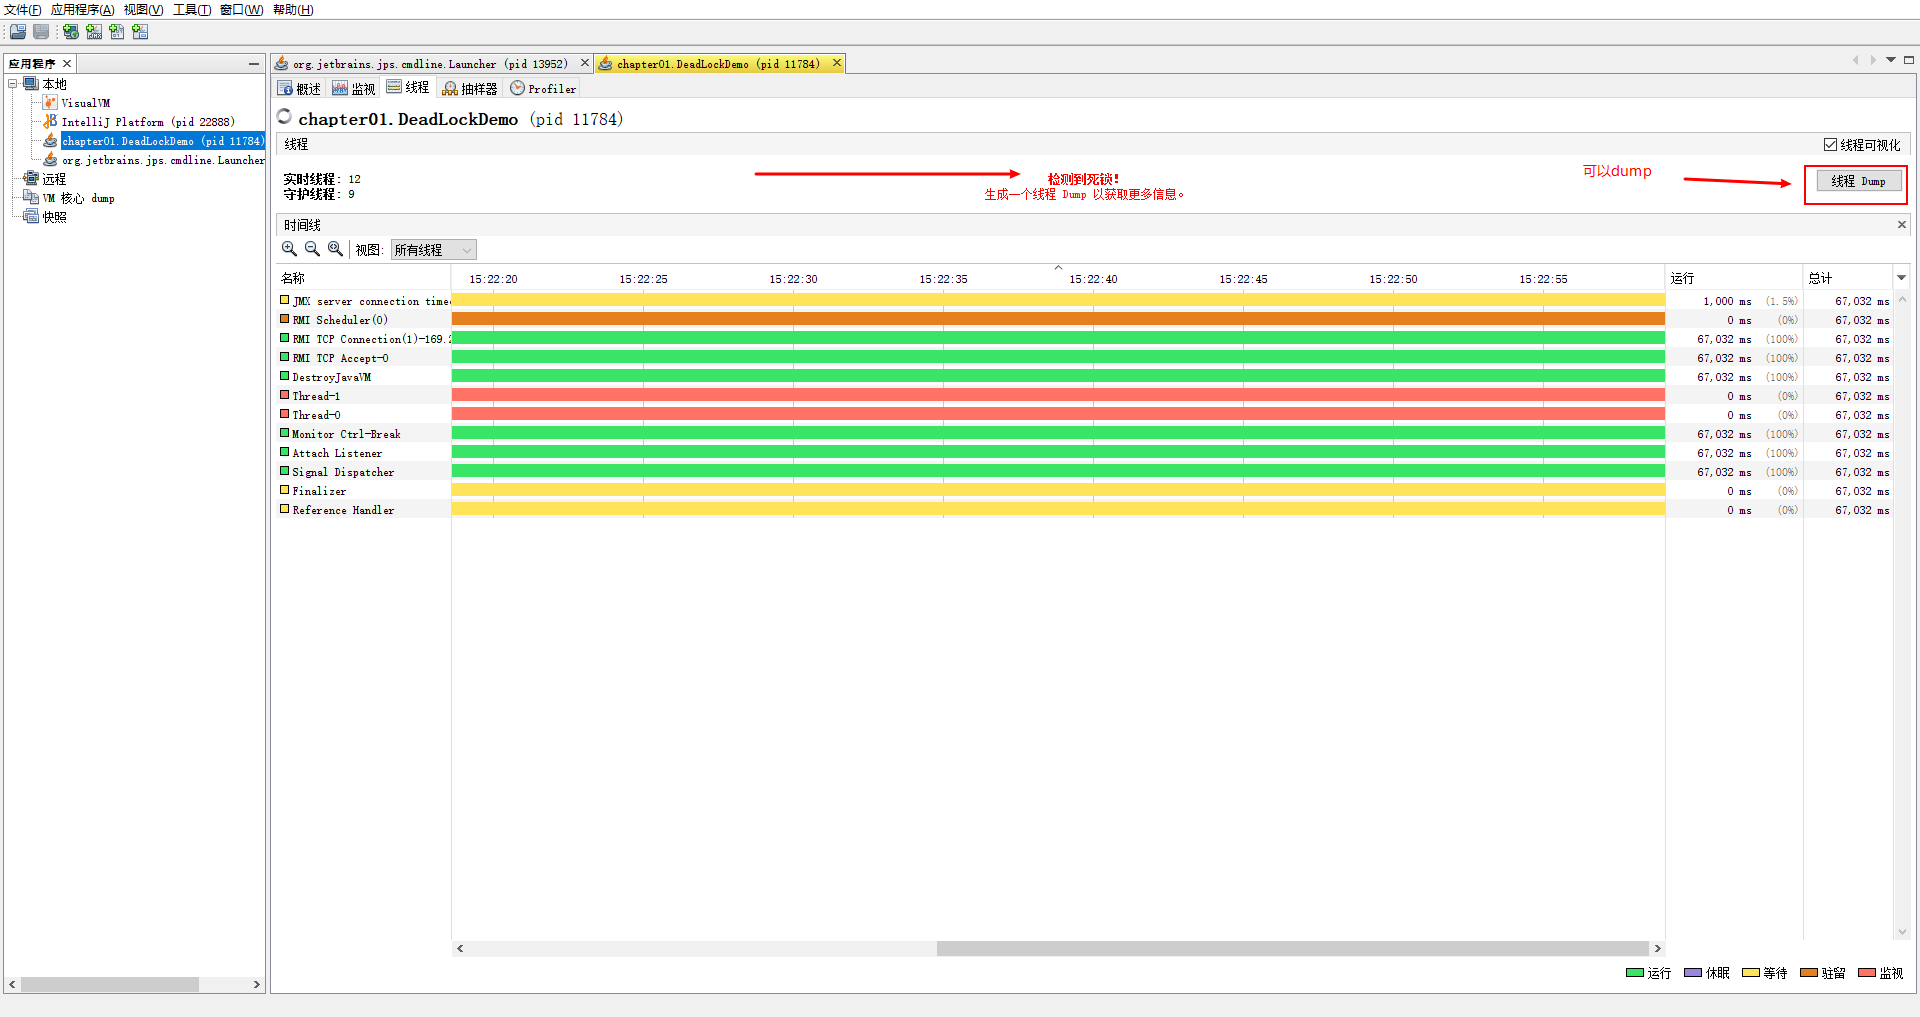 文件(F) 应用程序(A) 视图(V) 工具(T) 窗口(W) 帮助(H)
应用程序
本地
VisualVM
IntelliJ Platform (pid 22888)
chapter01.DeadLockDemo (pid 11784)
org.jetbrains.jps.cmdline.Launcher
远程
VM 核心 dump
快照
org.jetbrains.jps.cmdline.Launcher (pid 13952)
chapter01.DeadLockDemo (pid 11784)
概述 监视 线程 抽样器 Profiler
chapter01.DeadLockDemo (pid 11784)
线程
线程可视化
实时线程: 12
守护线程: 9
检测到死锁!
生成一个线程 Dump 以获取更多信息。
可以dump
线程 Dump
时间线
视图: 所有线程
名称 15:22:20 15:22:25 15:22:30 15:22:35 15:22:40 15:22:45 15:22:50 15:22:55 运行 总计
JMX server connection time 1,000 ms (1.5%) 67,032 ms
RMI Scheduler(0) 0 ms (0%) 67,032 ms
RMI TCP Connection(1)-169.2 67,032 ms (100%) 67,032 ms
RMI TCP Accept-0 67,032 ms (100%) 67,032 ms
DestroyJavaVM 67,032 ms (100%) 67,032 ms
Thread-1 0 ms (0%) 67,032 ms
Thread-0 0 ms (0%) 67,032 ms
Monitor Ctrl-Break 67,032 ms (100%) 67,032 ms
Attach Listener 67,032 ms (100%) 67,032 ms
Signal Dispatcher 67,032 ms (100%) 67,032 ms
Finalizer 0 ms (0%) 67,032 ms
Reference Handler 0 ms (0%) 67,032 ms
运行 休眠 等待 驻留 监视